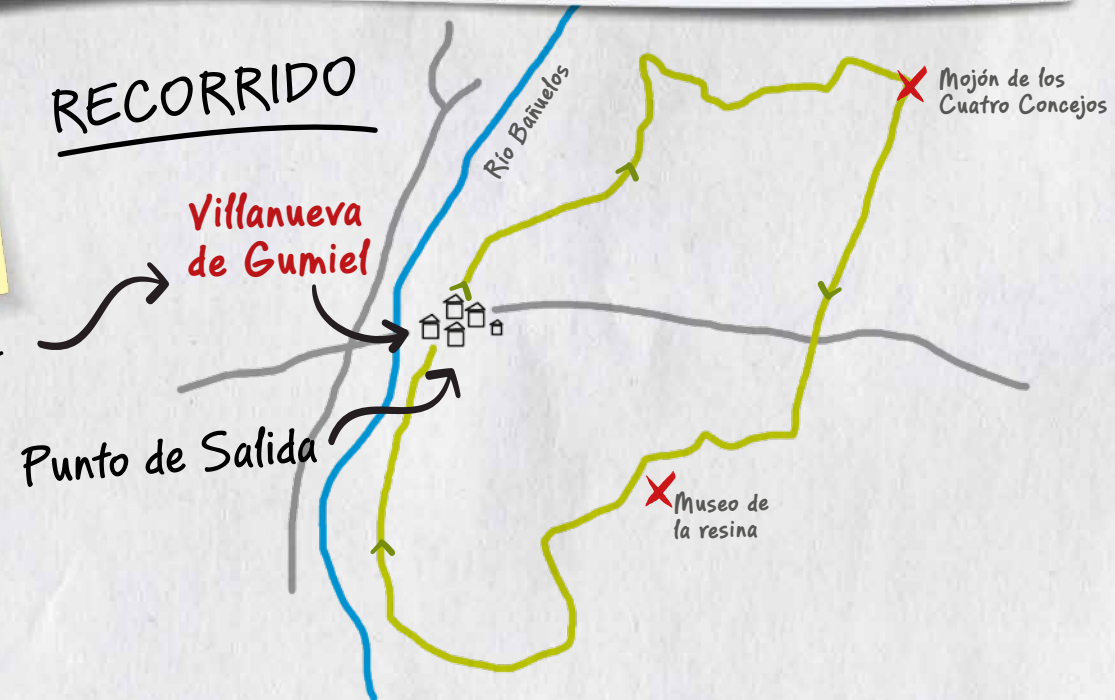 RECORRIDO
Río Bañuelos
Mojón de los
Cuatro Concejos
Villanueva
de Gumiel
Punto de Salida
Museo de
la resina